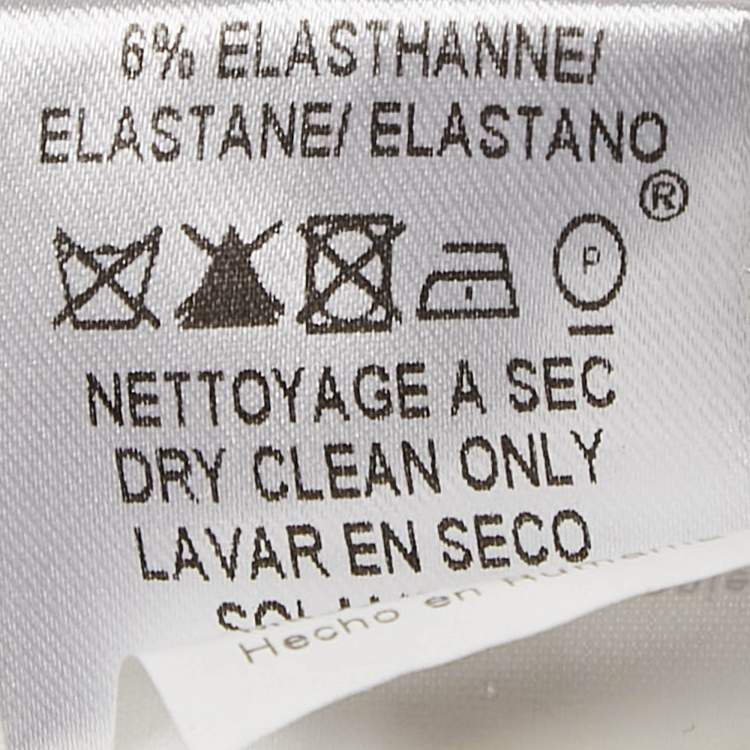 6% ELASTHANNE/
ELASTANE/ ELASTANO
®
P
NETTOYAGE A SEC
DRY CLEAN ONLY
LAVAR EN SECO
Hecho en